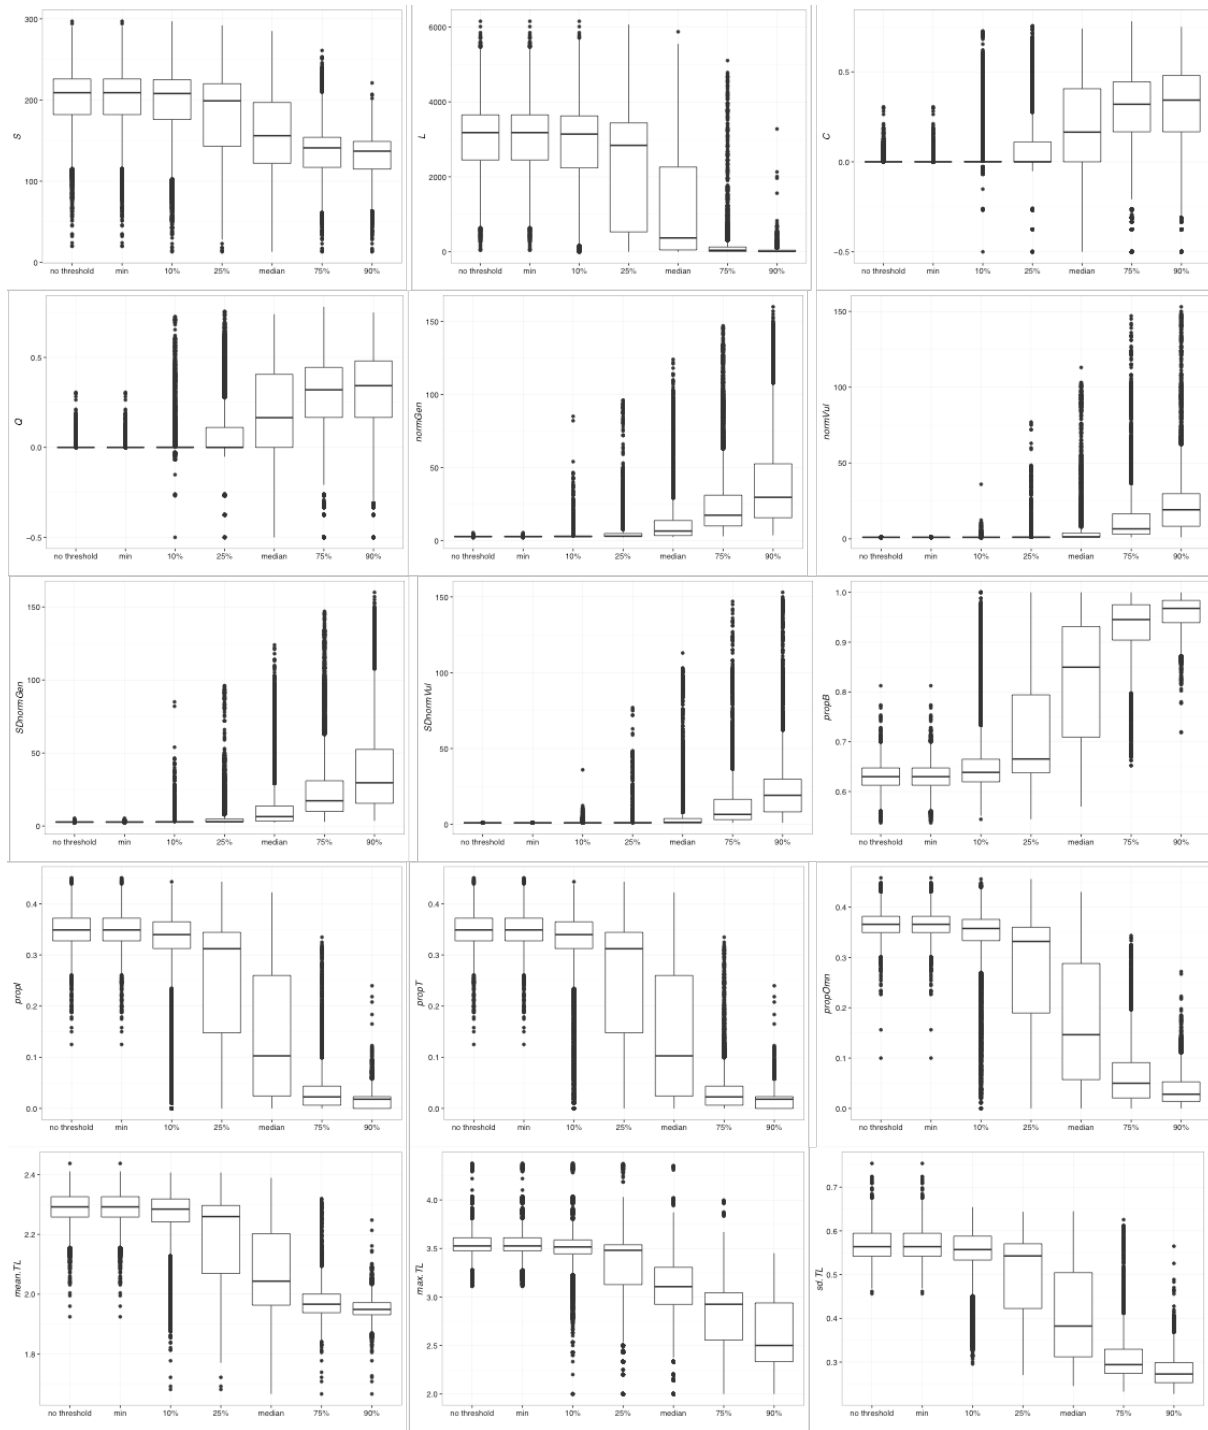 300
200
100
0
S
no threshold min 10% 25% median 75% 90%
6000
4000
2000
0
L
no threshold min 10% 25% median 75% 90%
0.5
0.0
−0.5
C
no threshold min 10% 25% median 75% 90%
0.5
0.0
−0.5
Q
no threshold min 10% 25% median 75% 90%
150
100
50
0
normGen
no threshold min 10% 25% median 75% 90%
150
100
50
0
normVul
no threshold min 10% 25% median 75% 90%
150
100
50
0
SDnormGen
no threshold min 10% 25% median 75% 90%
150
100
50
0
SDnormVul
no threshold min 10% 25% median 75% 90%
1.0
0.9
0.8
0.7
0.6
propB
no threshold min 10% 25% median 75% 90%
0.4
0.3
0.2
0.1
0.0
propI
no threshold min 10% 25% median 75% 90%
0.4
0.3
0.2
0.1
0.0
propT
no threshold min 10% 25% median 75% 90%
0.4
0.3
0.2
0.1
0.0
propOmn
no threshold min 10% 25% median 75% 90%
2.4
2.2
2.0
1.8
mean.TL
no threshold min 10% 25% median 75% 90%
4.0
3.5
3.0
2.5
2.0
max.TL
no threshold min 10% 25% median 75% 90%
0.7
0.6
0.5
0.4
0.3
sd.TL
no threshold min 10% 25% median 75% 90%